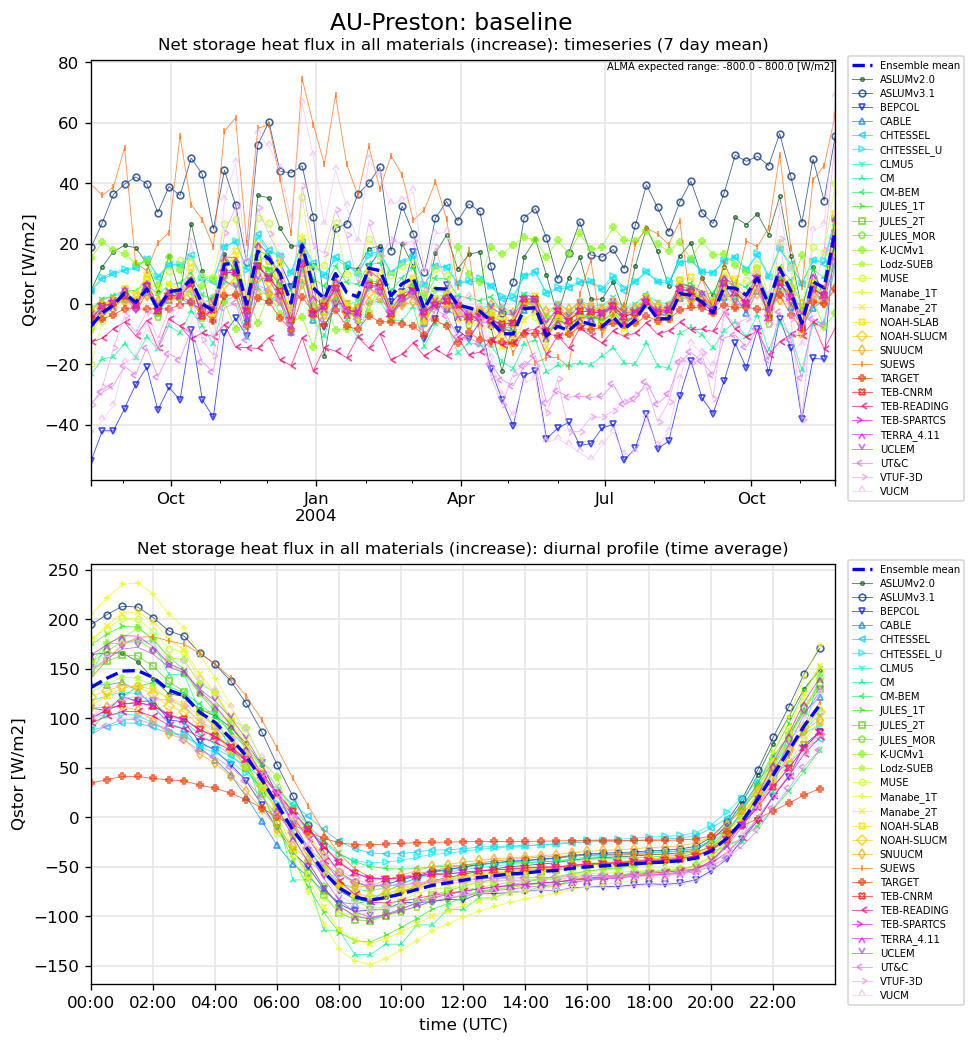 AU-Preston: baseline
Net storage heat flux in all materials (increase): timeseries (7 day mean)
ALMA expected range: -800.0 - 800.0 [W/m2]
80
60
40
20
0
−20
−40
Qstor [W/m2]
Oct
Jan
2004
Apr
Jul
Oct
Ensemble mean
ASLUMv2.0
ASLUMv3.1
BEPCOL
CABLE
CHTESSEL
CHTESSEL_U
CLMU5
CM
CM-BEM
JULES_1T
JULES_2T
JULES_MOR
K-UCMv1
Lodz-SUEB
MUSE
Manabe_1T
Manabe_2T
NOAH-SLAB
NOAH-SLUCM
SNUUCM
SUEWS
TARGET
TEB-CNRM
TEB-READING
TEB-SPARTCS
TERRA_4.11
UCLEM
UT&C
VTUF-3D
VUCM
Net storage heat flux in all materials (increase): diurnal profile (time average)
250
200
150
100
50
0
−50
−100
−150
Qstor [W/m2]
00:00
02:00
04:00
06:00
08:00
10:00
12:00
14:00
16:00
18:00
20:00
22:00
time (UTC)
Ensemble mean
ASLUMv2.0
ASLUMv3.1
BEPCOL
CABLE
CHTESSEL
CHTESSEL_U
CLMU5
CM
CM-BEM
JULES_1T
JULES_2T
JULES_MOR
K-UCMv1
Lodz-SUEB
MUSE
Manabe_1T
Manabe_2T
NOAH-SLAB
NOAH-SLUCM
SNUUCM
SUEWS
TARGET
TEB-CNRM
TEB-READING
TEB-SPARTCS
TERRA_4.11
UCLEM
UT&C
VTUF-3D
VUCM